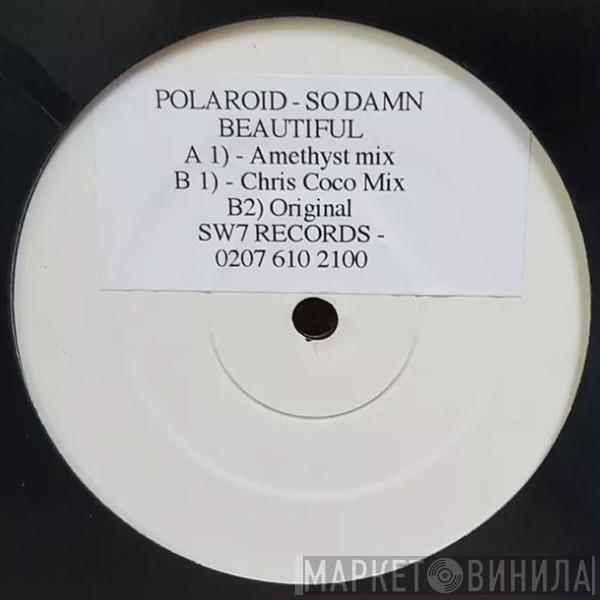 POLAROID - SO DAMN
BEAUTIFUL
A 1) - Amethyst mix
B 1) - Chris Coco Mix
B2) Original
SW7 RECORDS -
0207 610 2100
МАРКЕТ ВИНИЛА